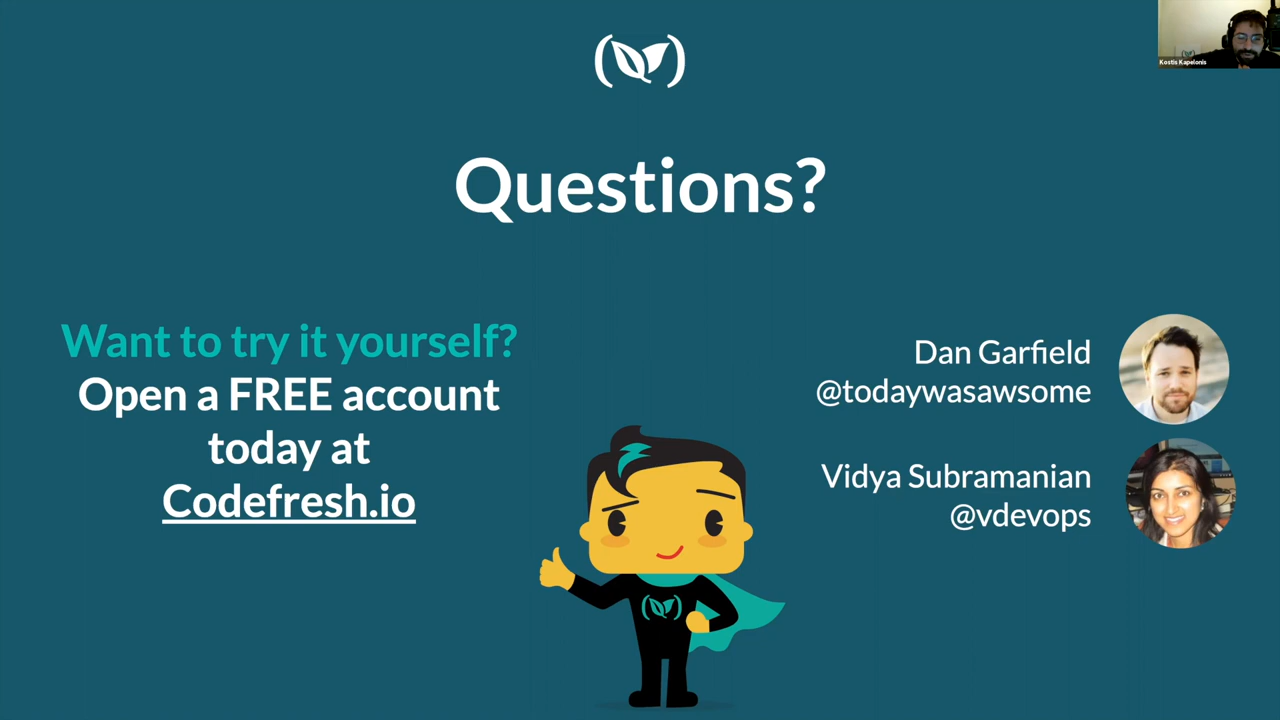 Kostis Kapelonis
Questions?
Want to try it yourself?
Open a FREE account
today at
Codefresh.io
Dan Garfield
@todaywasawsome
Vidya Subramanian
@vdevops